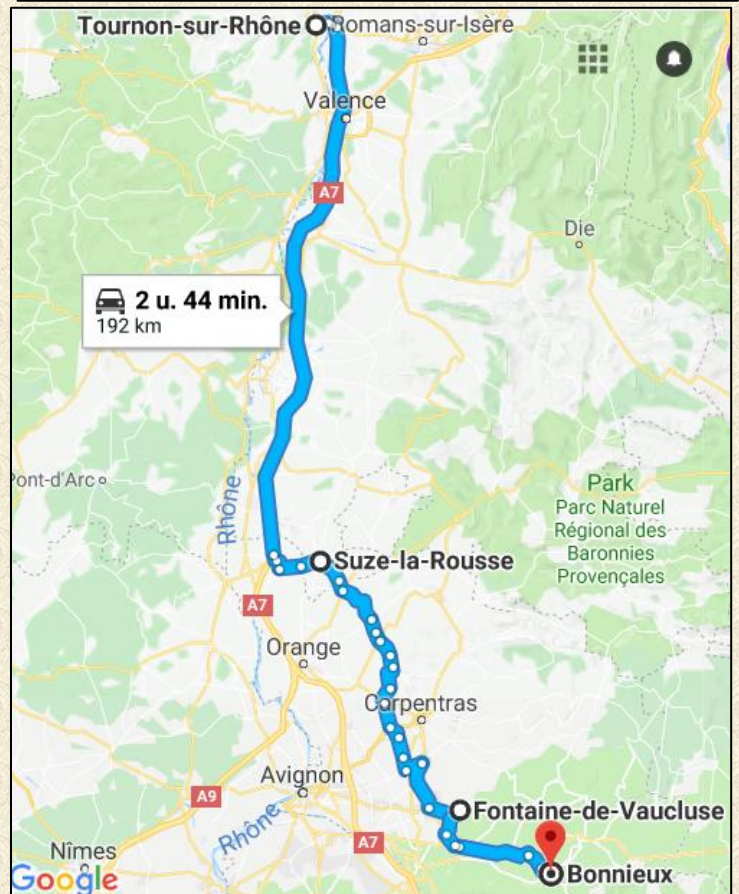 Tournon-sur-Rhône
Romans-sur-Isère
Valence
A7
Die
2 u. 44 min.
192 km
Pont-d'Arc
Rhône
Park
Parc Naturel
Régional des
Baronnies
Provençales
Suze-la-Rousse
A7
Orange
Carpentras
Avignon
A9
Rhône
Fontaine-de-Vaucluse
A7
Nîmes
Bonnieux
Google